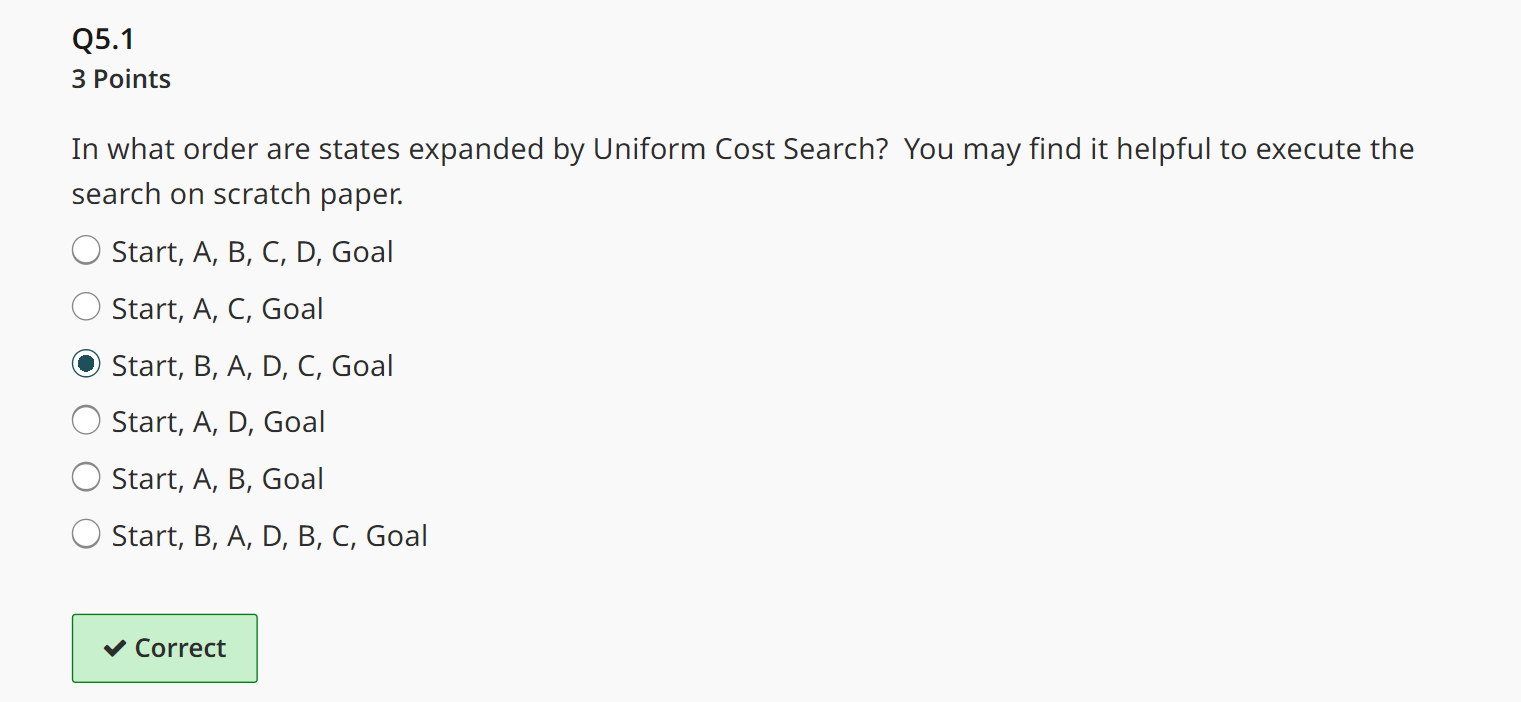 Q5.1
3 Points
In what order are states expanded by Uniform Cost Search?  You may find it helpful to execute the
search on scratch paper.
Start, A, B, C, D, Goal
Start, A, C, Goal
Start, B, A, D, C, Goal
Start, A, D, Goal
Start, A, B, Goal
Start, B, A, D, B, C, Goal
Correct